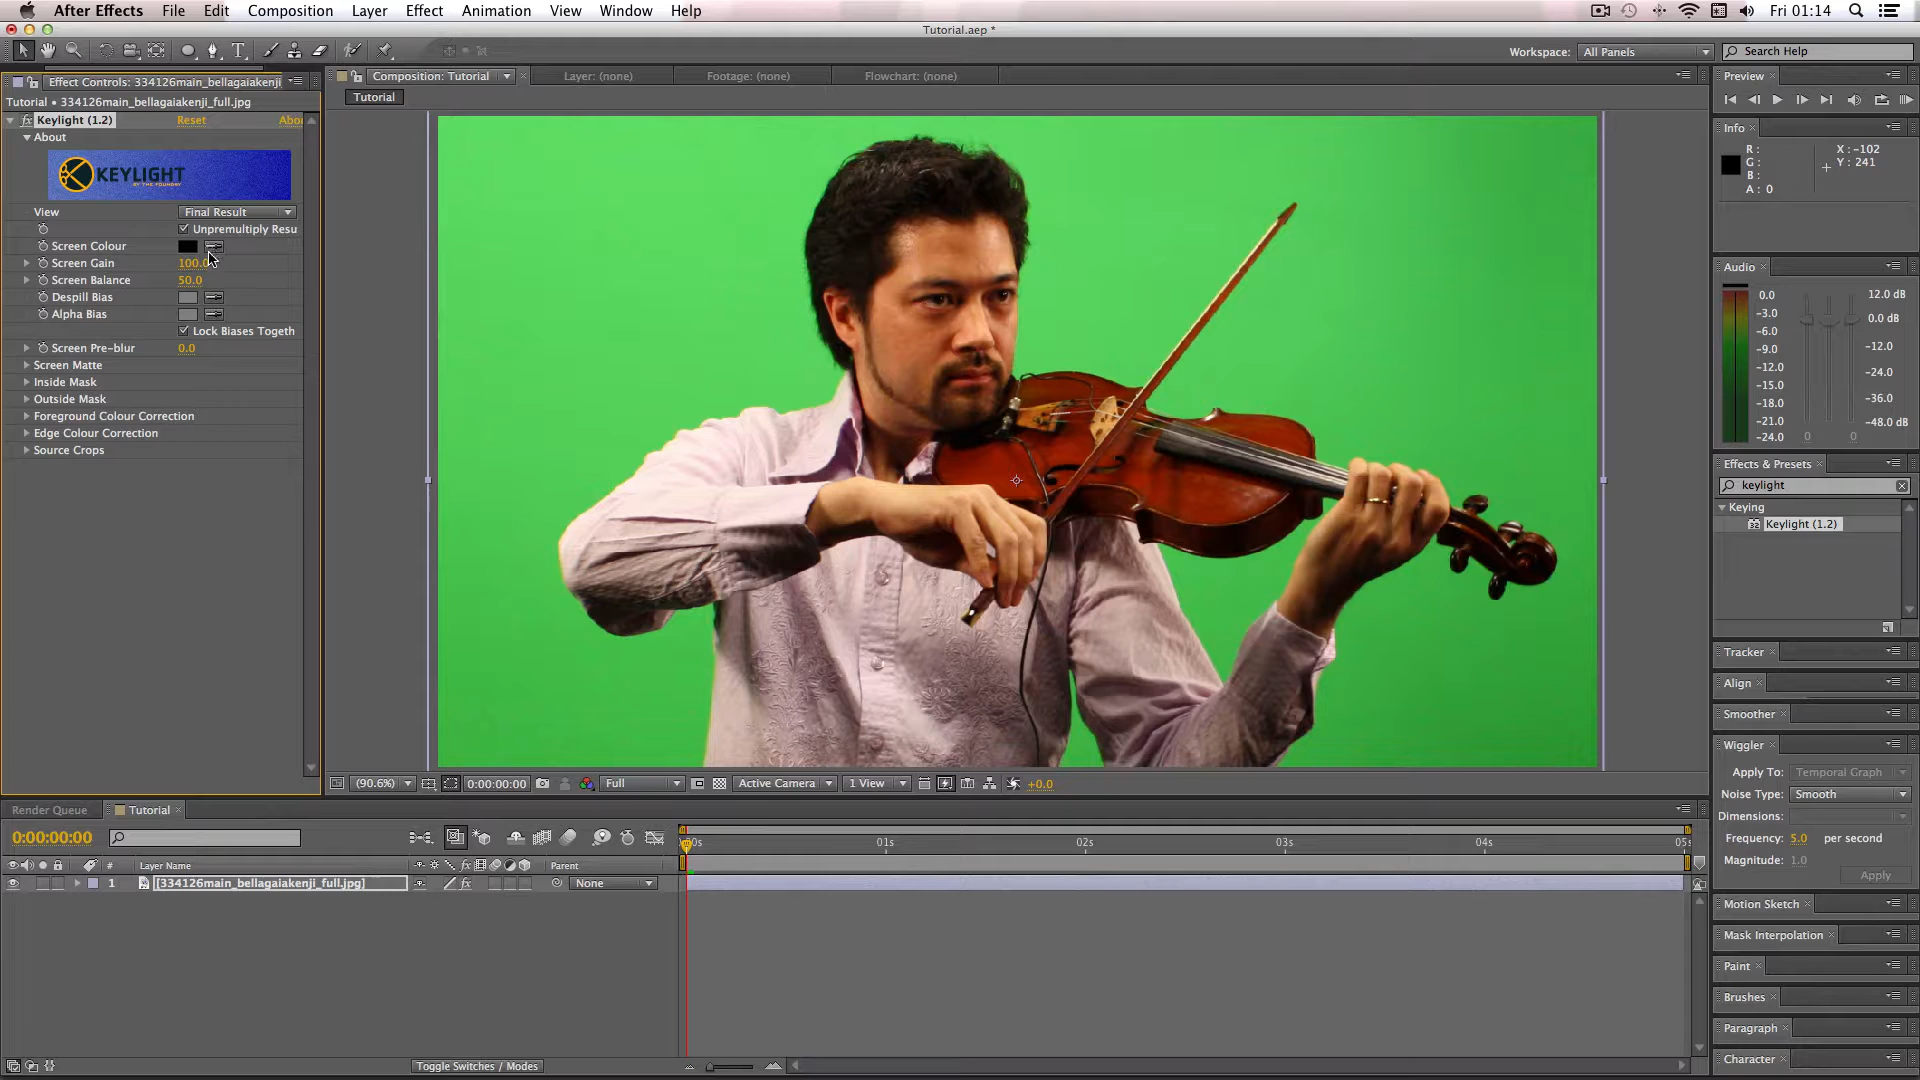 After Effects File Edit Composition Layer Effect Animation View Window Help Fri 01:14
Tutorial.aep *
Workspace: All Panels Search Help
Effect Controls: 334126main_bellagaiakenji
Tutorial • 334126main_bellagaiakenji_full.jpg
Keylight (1.2) Reset Abou
About
KEYLIGHT
BY THE FOUNDRY
View Final Result
Unpremultiply Resu
Screen Colour
Screen Gain 100.0
Screen Balance 50.0
Despill Bias
Alpha Bias
Lock Biases Togeth
Screen Pre-blur 0.0
Screen Matte
Inside Mask
Outside Mask
Foreground Colour Correction
Edge Colour Correction
Source Crops
Composition: Tutorial Layer: (none) Footage: (none) Flowchart: (none)
Tutorial
(90.6%) 0:00:00:00 Full Active Camera 1 View +0.0
Preview
Info
R: X: -102
G: Y: 241
B:
A: 0
Audio
0.0 12.0 dB
-3.0 0.0 dB
-6.0
-9.0 -12.0
-12.0 -24.0
-15.0
-18.0 -36.0
-21.0 -48.0 dB
-24.0 0 0
Effects & Presets
keylight
Keying
32 Keylight (1.2)
Tracker
Align
Smoother
Wiggler
Apply To: Temporal Graph
Noise Type: Smooth
Dimensions:
Frequency: 5.0 per second
Magnitude: 1.0
Apply
Motion Sketch
Mask Interpolation
Paint
Brushes
Paragraph
Character
Render Queue Tutorial
0:00:00:00
00s 01s 02s 03s 04s 05s
# Layer Name fx Parent
1 [334126main_bellagaiakenji_full.jpg] fx None
Toggle Switches / Modes